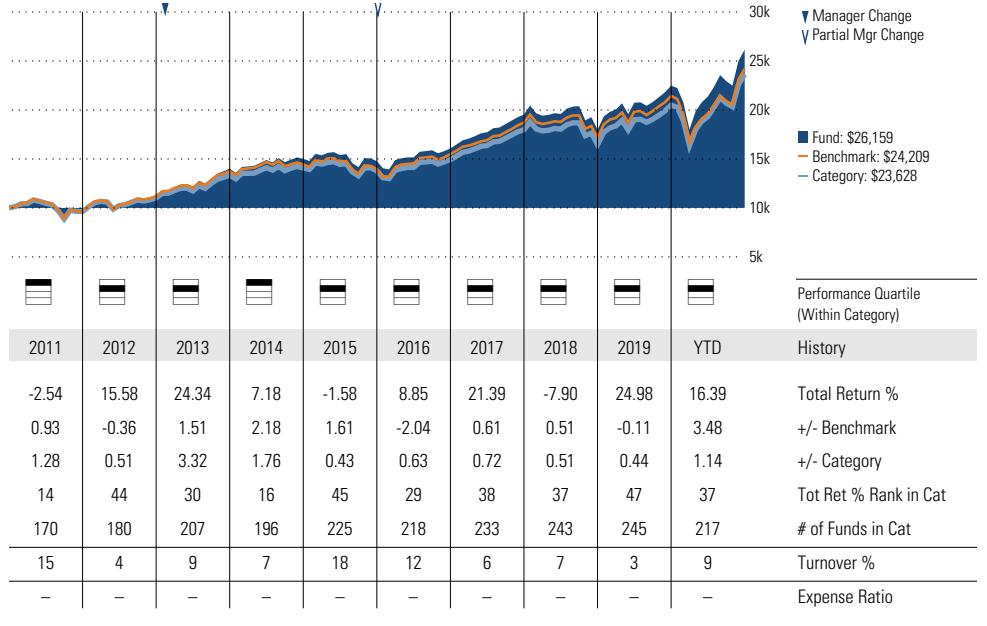 30k
▼ Manager Change
∨ Partial Mgr Change
25k
20k
Fund: $26,159
15k
Benchmark: $24,209
Category: $23,628
10k
5k
Performance Quartile
(Within Category)
2011 2012 2013 2014 2015 2016 2017 2018 2019 YTD History
-2.54 15.58 24.34 7.18 -1.58 8.85 21.39 -7.90 24.98 16.39 Total Return %
0.93 -0.36 1.51 2.18 1.61 -2.04 0.61 0.51 -0.11 3.48 +/- Benchmark
1.28 0.51 3.32 1.76 0.43 0.63 0.72 0.51 0.44 1.14 +/- Category
14 44 30 16 45 29 38 37 47 37 Tot Ret % Rank in Cat
170 180 207 196 225 218 233 243 245 217 # of Funds in Cat
15 4 9 7 18 12 6 7 3 9 Turnover %
– – – – – – – – – – Expense Ratio